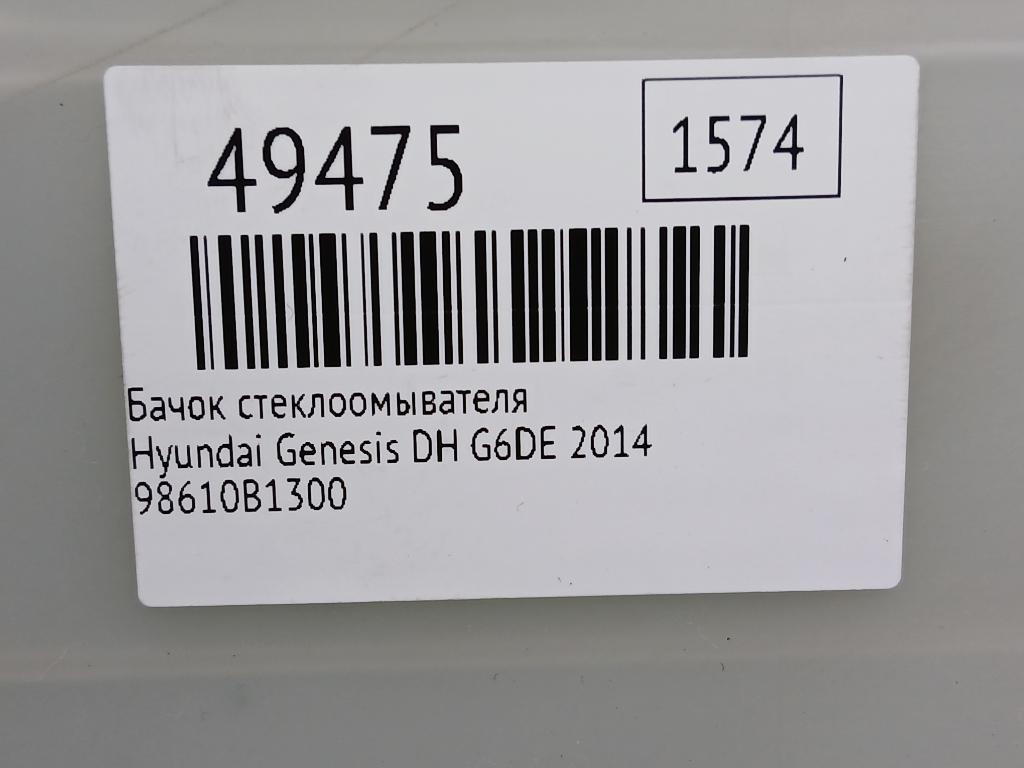 49475
1574
Бачок стеклоомывателя
Hyundai Genesis DH G6DE 2014
98610B1300